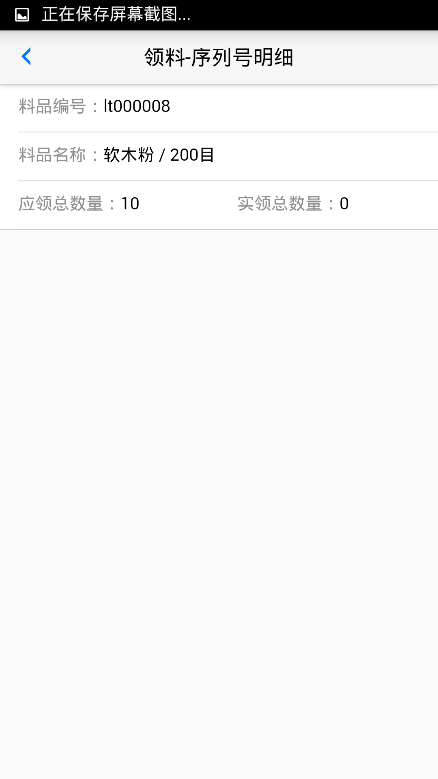 正在保存屏幕截图...
领料-序列号明细
料品编号：lt000008
料品名称：软木粉 / 200目
应领总数量：10 实领总数量：0